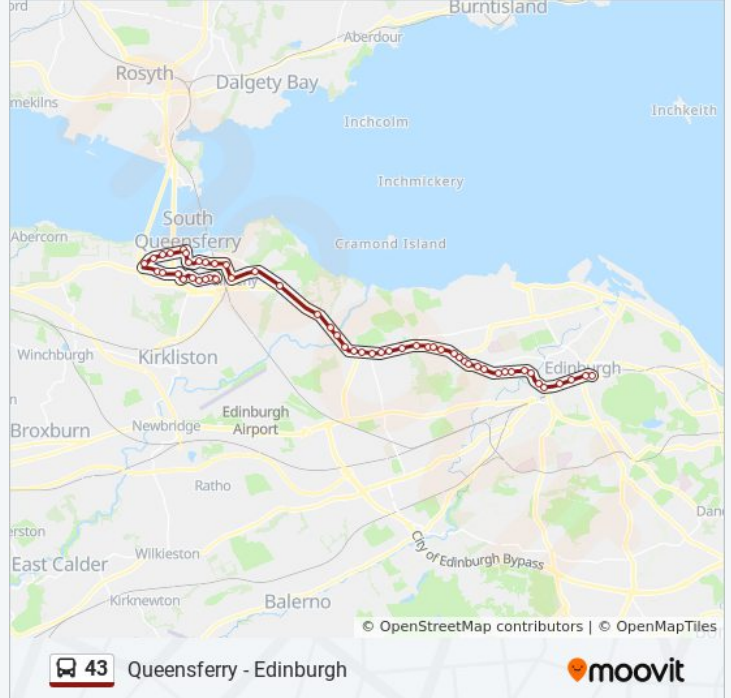 Burntisland
Aberdour
Rosyth
Dalgety Bay
Inchkeith
Inchcolm
Inchmickery
South
Queensferry
Abercorn
Cramond Island
Winchburgh
Kirkliston
Edinburgh
Edinburgh
Airport
Newbridge
Broxburn
Ratho
City of Edinburgh Bypass
Wilkieston
East Calder
Kirknewton
Balerno
© OpenStreetMap contributors | © OpenMapTiles
43 Queensferry - Edinburgh
moovit